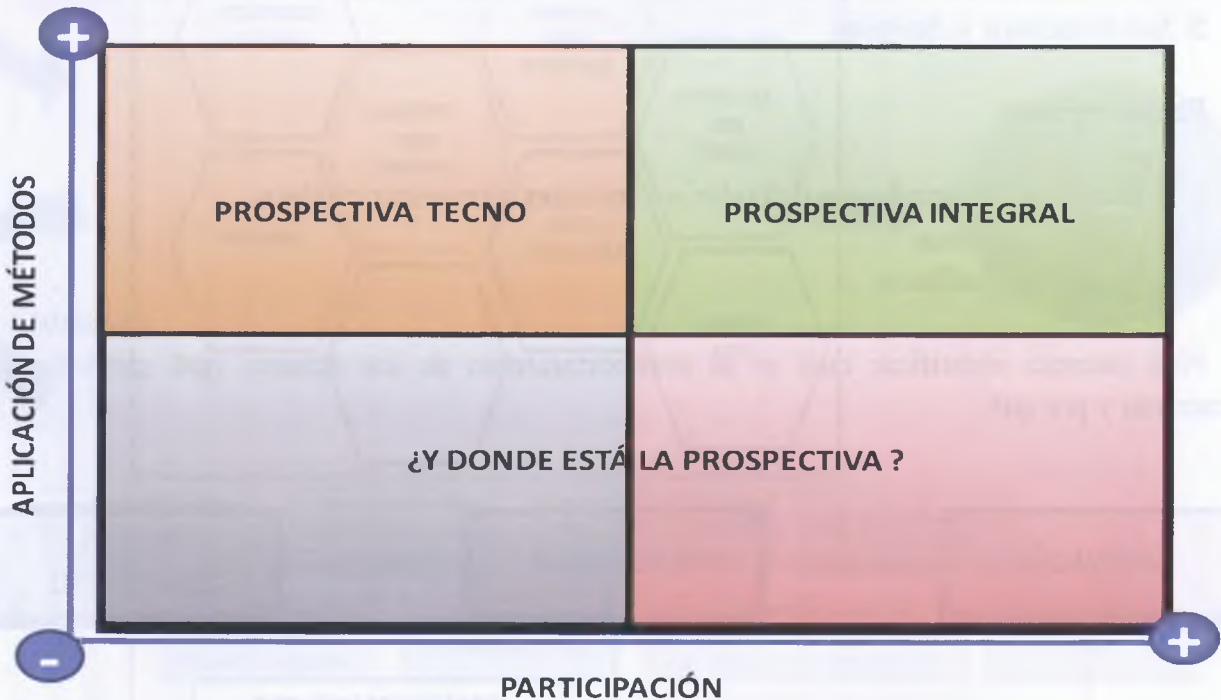 +
APLICACIÓN DE MÉTODOS
PROSPECTIVA TECNO
PROSPECTIVA INTEGRAL
¿Y DONDE ESTÁ LA PROSPECTIVA ?
-
+
PARTICIPACIÓN